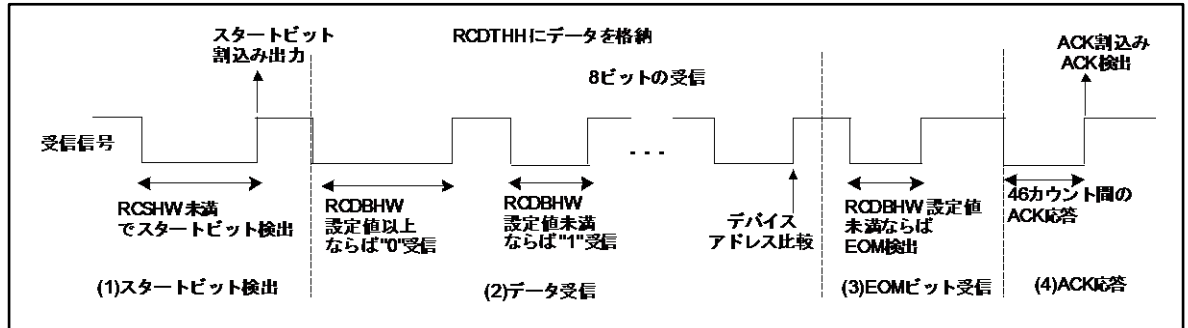 スタートビット
割込み出力
RCDTHHにデータを格納
8ビットの受信
ACK割込み
ACK検出
受信信号
RCSHW未満
でスタートビット検出
RCDBHW
設定値以上
ならば"0"受信
RCDBHW
設定値未満
ならば"1"受信
...
デバイス
アドレス比較
RCDBHW設定値
未満ならば
EOM検出
46カウント間の
ACK応答
(1)スタートビット検出
(2)データ受信
(3)EOMビット受信
(4)ACK応答